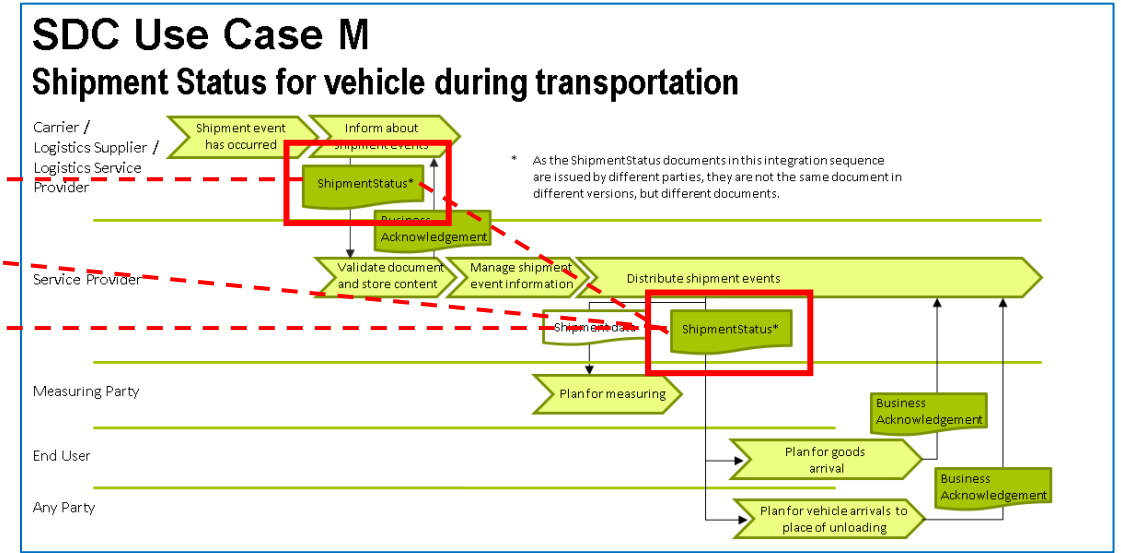 SDC Use Case M
Shipment Status for vehicle during transportation
Carrier /
Logistics Supplier /
Logistics Service
Provider
Shipment event
has occurred
Inform about
shipment events
* As the ShipmentStatus documents in this integration sequence
are issued by different parties, they are not the same document in
different versions, but different documents.
ShipmentStatus*
Business
Acknowledgement
Service Provider
Validate document
and store content
Manage shipment
event information
Distribute shipment events
Shipment data
ShipmentStatus*
Measuring Party
Plan for measuring
Business
Acknowledgement
End User
Plan for goods
arrival
Business
Acknowledgement
Any Party
Plan for vehicle arrivals to
place of unloading